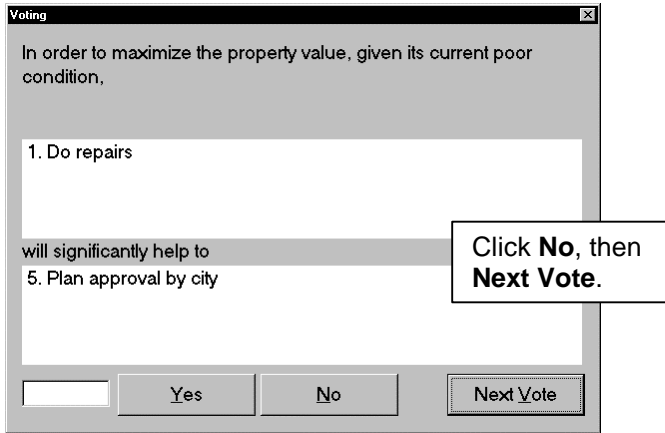 Voting
In order to maximize the property value, given its current poor
condition,
1. Do repairs
will significantly help to
5. Plan approval by city
Click No, then
Next Vote.
Yes
No
Next Vote